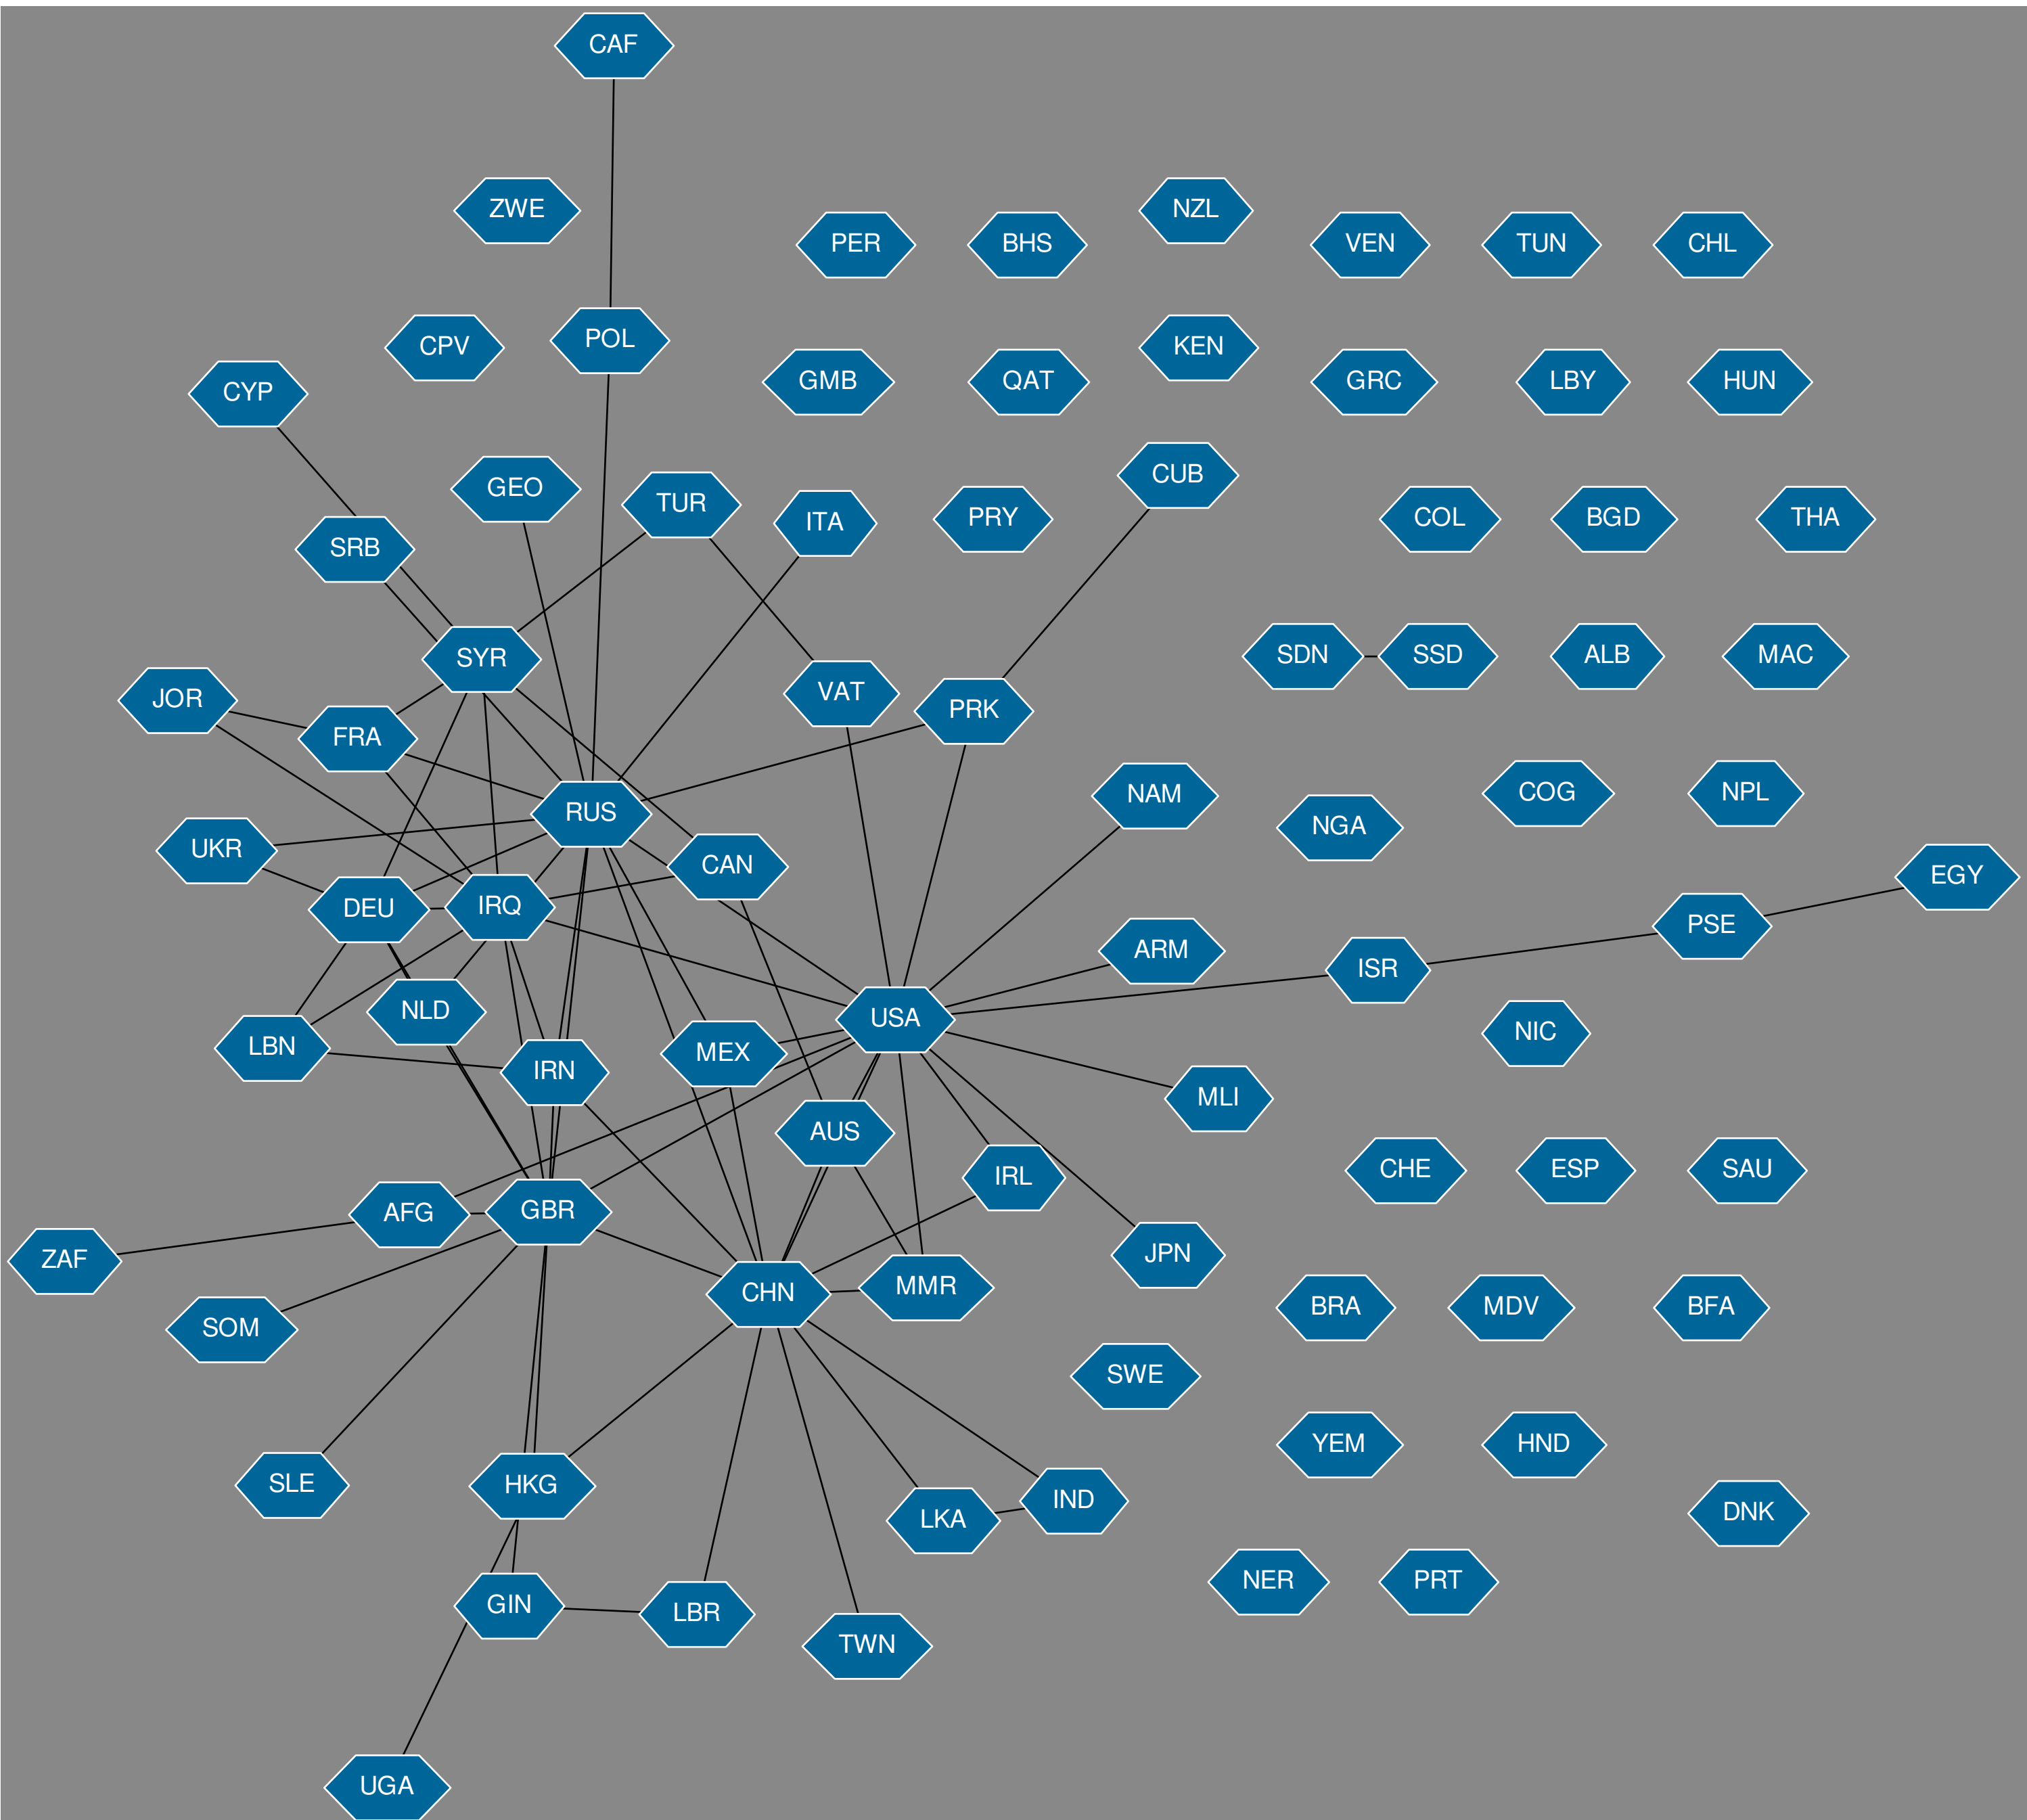 CAF
ZWE
NZL
PER
BHS
VEN
TUN
CHL
CPV
POL
KEN
GMB
QAT
GRC
LBY
HUN
CYP
CUB
GEO
TUR
ITA
PRY
COL
BGD
THA
SRB
SYR
SDN
SSD
ALB
MAC
JOR
VAT
PRK
FRA
NAM
COG
NPL
RUS
NGA
UKR
CAN
EGY
DEU
IRQ
PSE
ARM
ISR
NLD
USA
NIC
LBN
MEX
IRN
MLI
AUS
IRL
CHE
ESP
SAU
AFG
GBR
ZAF
JPN
CHN
MMR
BRA
MDV
BFA
SOM
SWE
YEM
HND
SLE
HKG
IND
LKA
DNK
NER
PRT
GIN
LBR
TWN
UGA